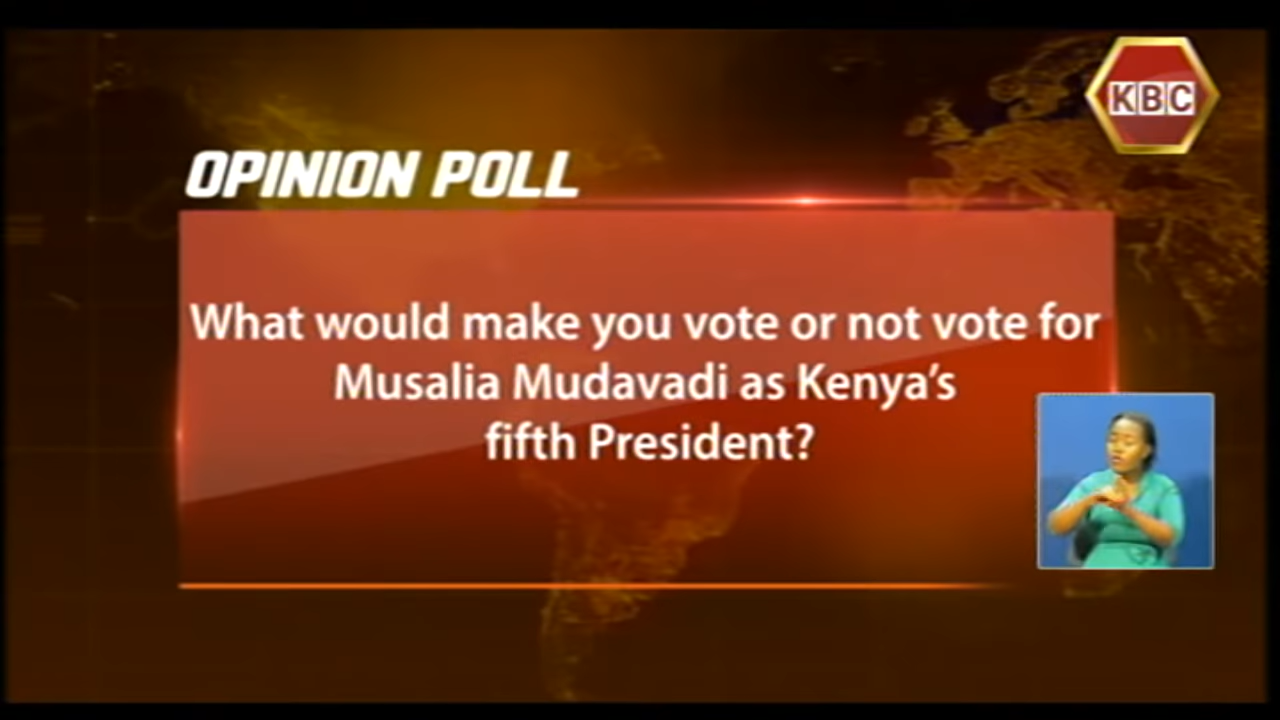 KBC
OPINION POLL
What would make you vote or not vote for
Musalia Mudavadi as Kenya's
fifth President?